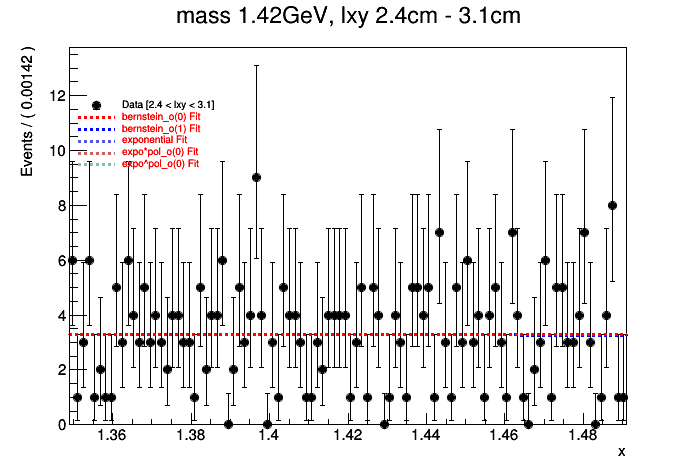 mass 1.42GeV, lxy 2.4cm - 3.1cm
Events / ( 0.00142 )
12
10
8
6
4
2
0
Data [2.4 < lxy < 3.1]
bernstein_o(0) Fit
bernstein_o(1) Fit
exponential Fit
expo*pol_o(0) Fit
expo^pol_o(0) Fit
1.36 1.38 1.4 1.42 1.44 1.46 1.48
x